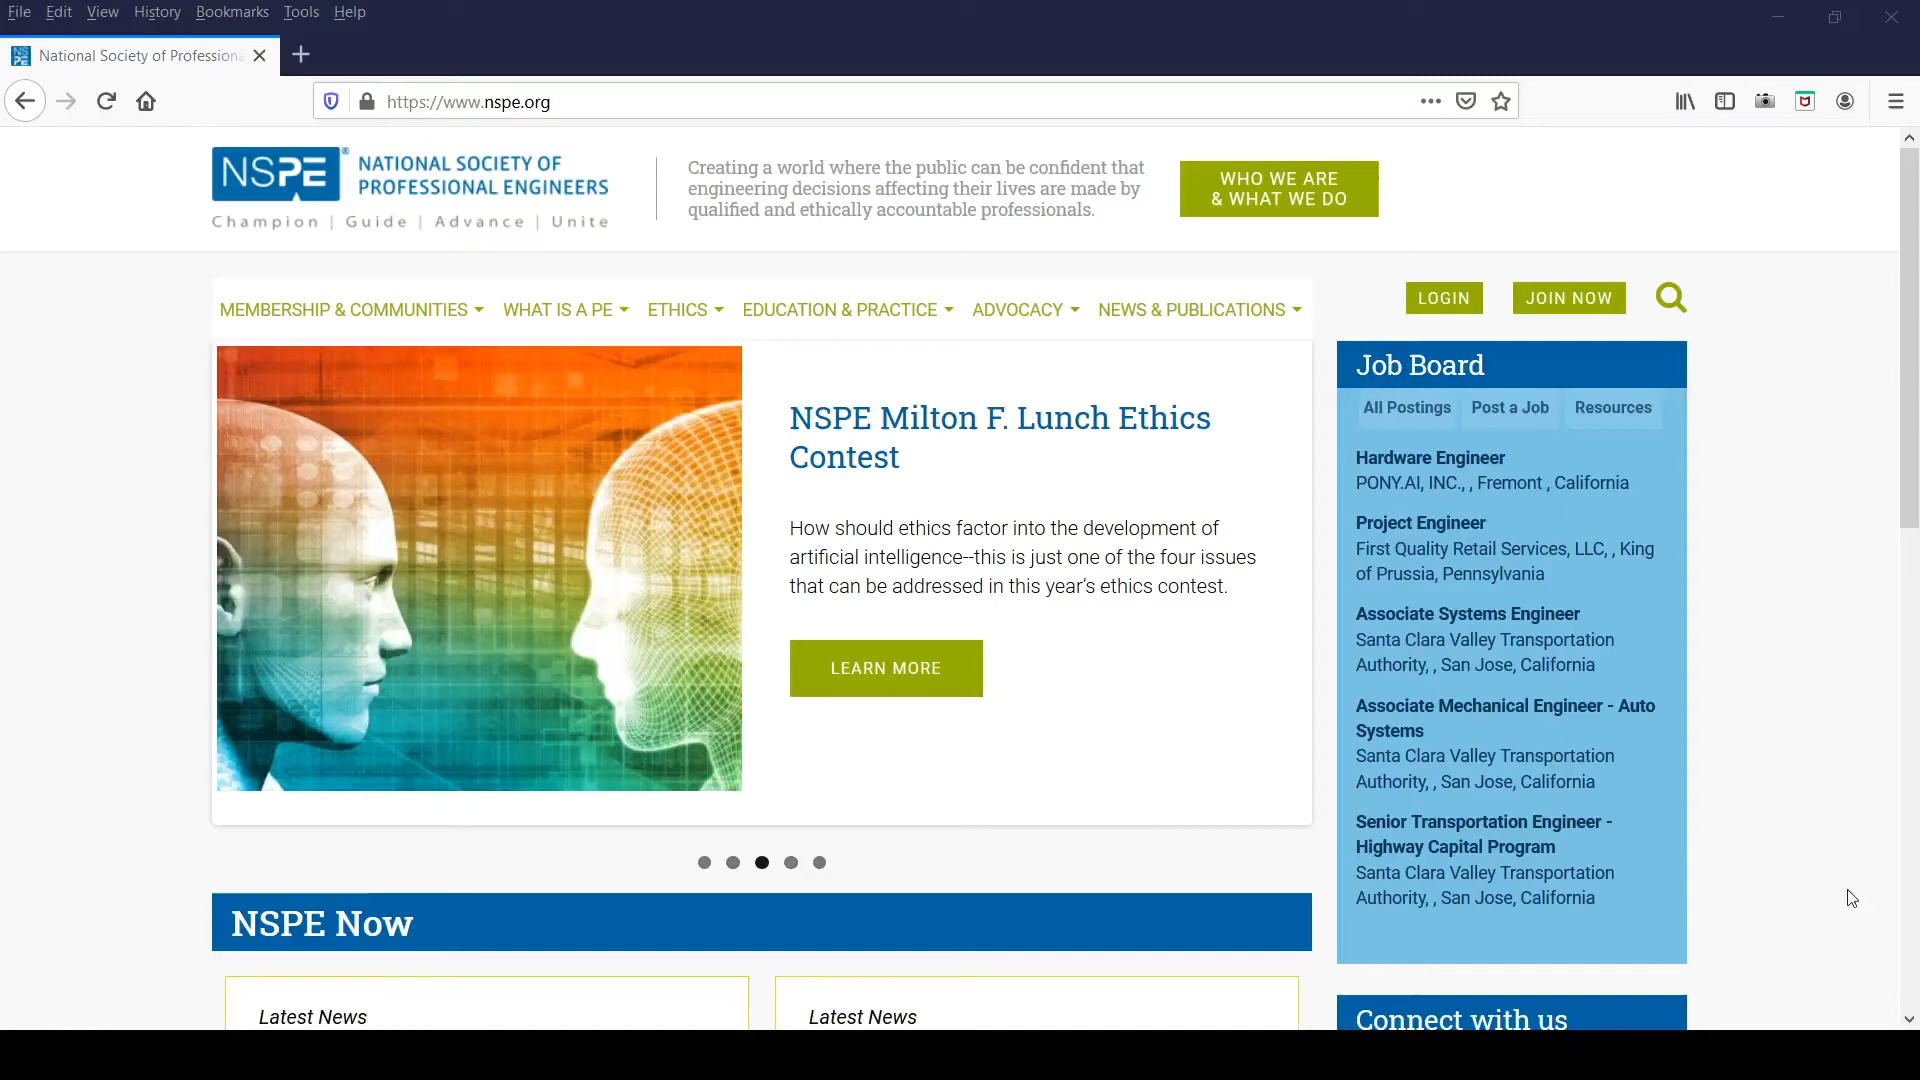 File Edit View History Bookmarks Tools Help
National Society of Professiona
https://www.nspe.org
NSPE® NATIONAL SOCIETY OF
PROFESSIONAL ENGINEERS
Champion | Guide | Advance | Unite
Creating a world where the public can be confident that
engineering decisions affecting their lives are made by
qualified and ethically accountable professionals.
WHO WE ARE
& WHAT WE DO
MEMBERSHIP & COMMUNITIES WHAT IS A PE ETHICS EDUCATION & PRACTICE ADVOCACY NEWS & PUBLICATIONS
LOGIN JOIN NOW
NSPE Milton F. Lunch Ethics
Contest
How should ethics factor into the development of
artificial intelligence--this is just one of the four issues
that can be addressed in this year's ethics contest.
LEARN MORE
Job Board
All Postings Post a Job Resources
Hardware Engineer
PONY.AI, INC., , Fremont , California
Project Engineer
First Quality Retail Services, LLC, , King
of Prussia, Pennsylvania
Associate Systems Engineer
Santa Clara Valley Transportation
Authority, , San Jose, California
Associate Mechanical Engineer - Auto
Systems
Santa Clara Valley Transportation
Authority, , San Jose, California
Senior Transportation Engineer -
Highway Capital Program
Santa Clara Valley Transportation
Authority, , San Jose, California
NSPE Now
Latest News
Latest News
Connect with us